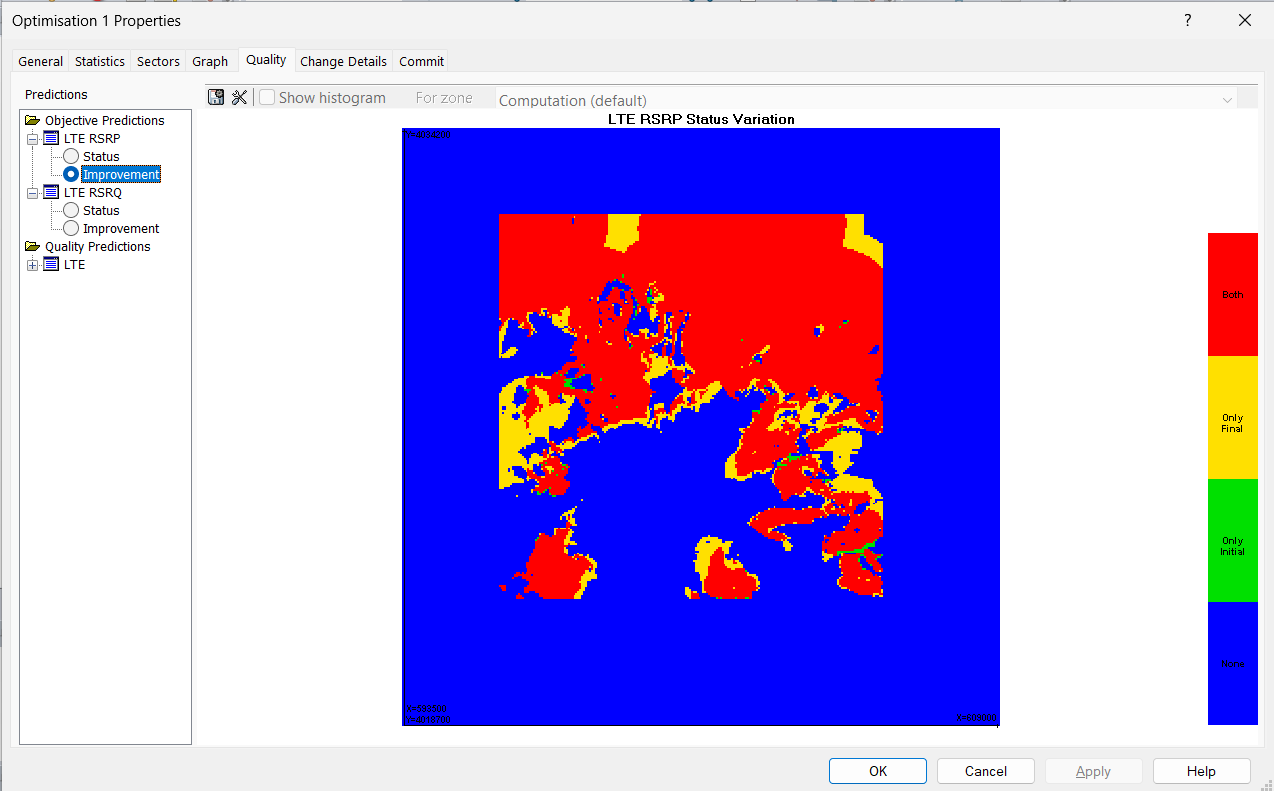 Optimisation 1 Properties
?
General
Statistics
Sectors
Graph
Quality
Change Details
Commit
Predictions
Show histogram
For zone
Computation (default)
Objective Predictions
LTE RSRP
Status
Improvement
LTE RSRQ
Status
Improvement
Quality Predictions
LTE
LTE RSRP Status Variation
Both
Only
Final
Only
Initial
None
OK
Cancel
Apply
Help